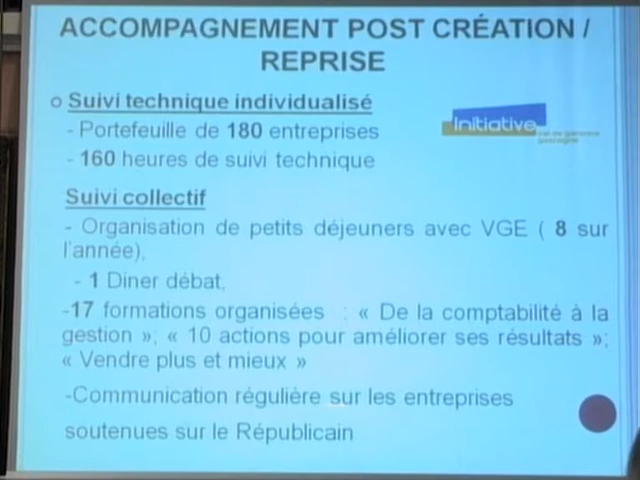 ACCOMPAGNEMENT POST CRÉATION /
REPRISE
o Suivi technique individualisé
- Portefeuille de 180 entreprises
- 160 heures de suivi technique
Initiative
Suivi collectif
- Organisation de petits déjeuners avec VGE ( 8 sur
l'année),
- 1 Diner débat,
-17 formations organisées : « De la comptabilité à la
gestion »; « 10 actions pour améliorer ses résultats »;
« Vendre plus et mieux »
-Communication régulière sur les entreprises
soutenues sur le Républicain